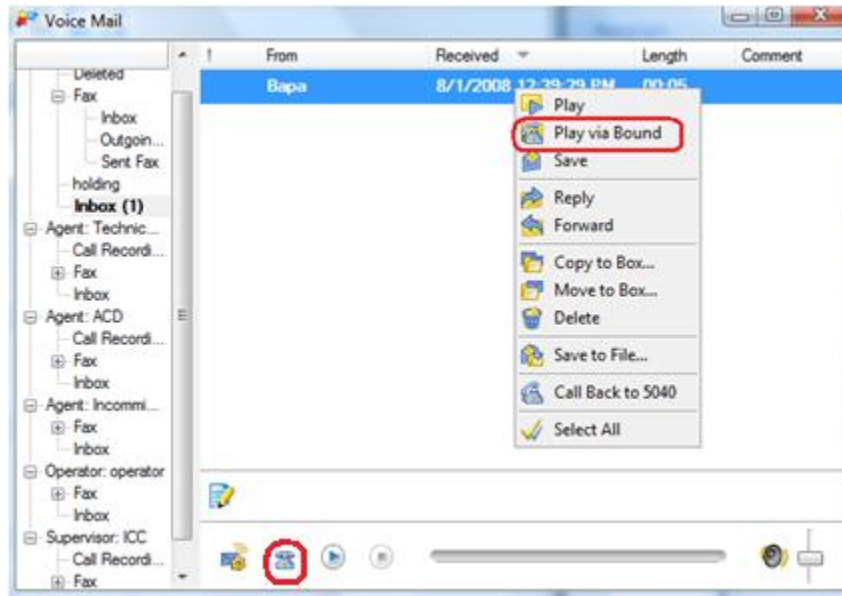 Voice Mail
! From Received Length Comment
Deleted
Fax
Inbox
Outgoin...
Sent Fax
holding
Inbox (1)
Agent: Technic...
Call Recordi...
Fax
Inbox
Agent: ACD
Call Recordi...
Fax
Inbox
Agent: Incommi...
Fax
Inbox
Operator: operator
Fax
Inbox
Supervisor: ICC
Call Recordi...
Fax
Bapa 8/1/2008 12:39:29 PM 00:05
Play
Play via Bound
Save
Reply
Forward
Copy to Box...
Move to Box...
Delete
Save to File...
Call Back to 5040
Select All